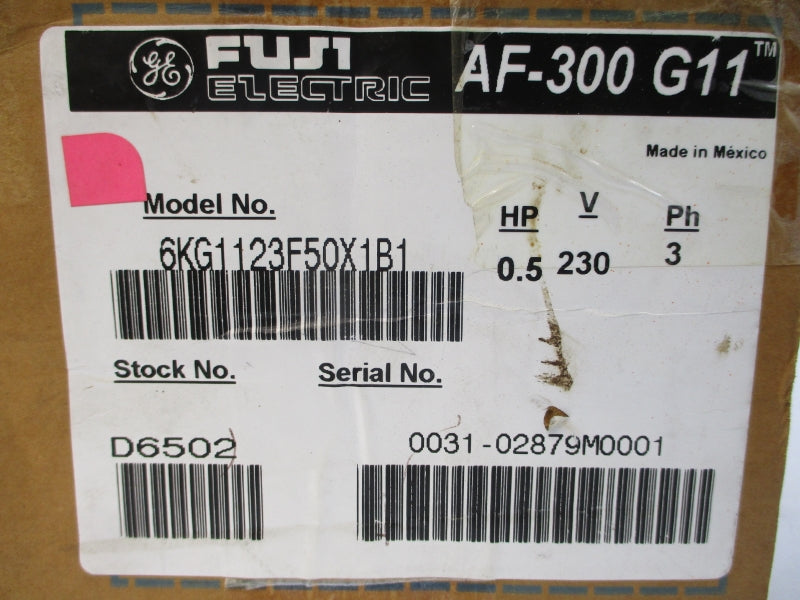 GE FUJI ELECTRIC AF-300 G11™
Made in México
Model No. HP V Ph
6KG1123F50X1B1 0.5 230 3
Stock No. Serial No.
D6502 0031-02879M0001